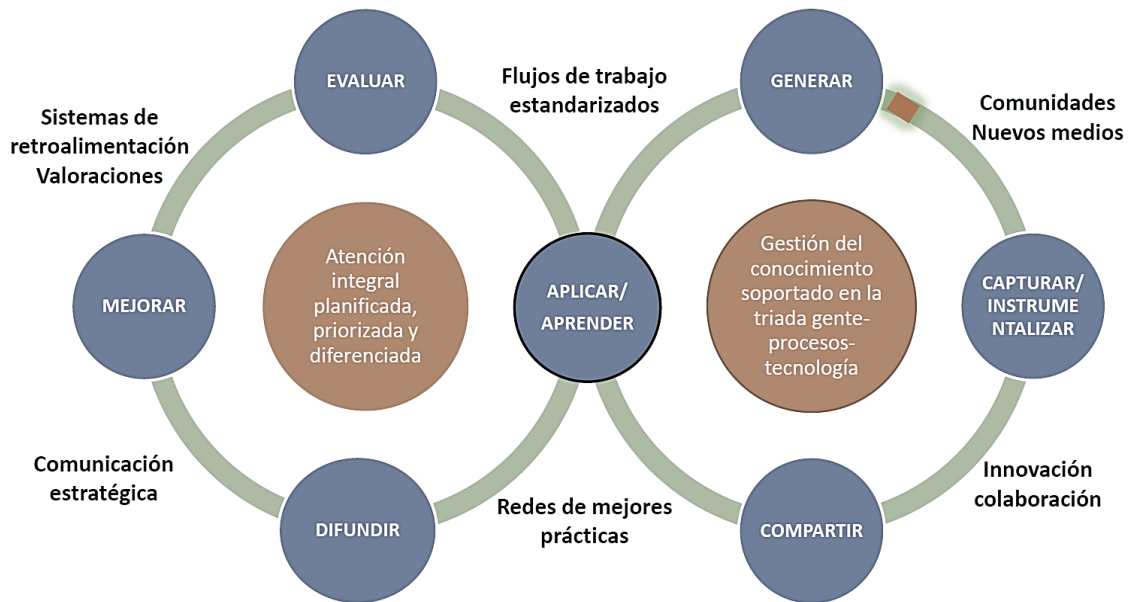 EVALUAR
GENERAR
Flujos de trabajo
estandarizados
Sistemas de
retroalimentación
Valoraciones
Comunidades
Nuevos medios
Atención
integral
planificada,
priorizada y
diferenciada
Gestión del
conocimiento
soportado en la
triada gente-
procesos-
tecnología
MEJORAR
APLICAR/
APRENDER
CAPTURAR/
INSTRUME
NTALIZAR
Comunicación
estratégica
Redes de mejores
prácticas
Innovación
colaboración
DIFUNDIR
COMPARTIR